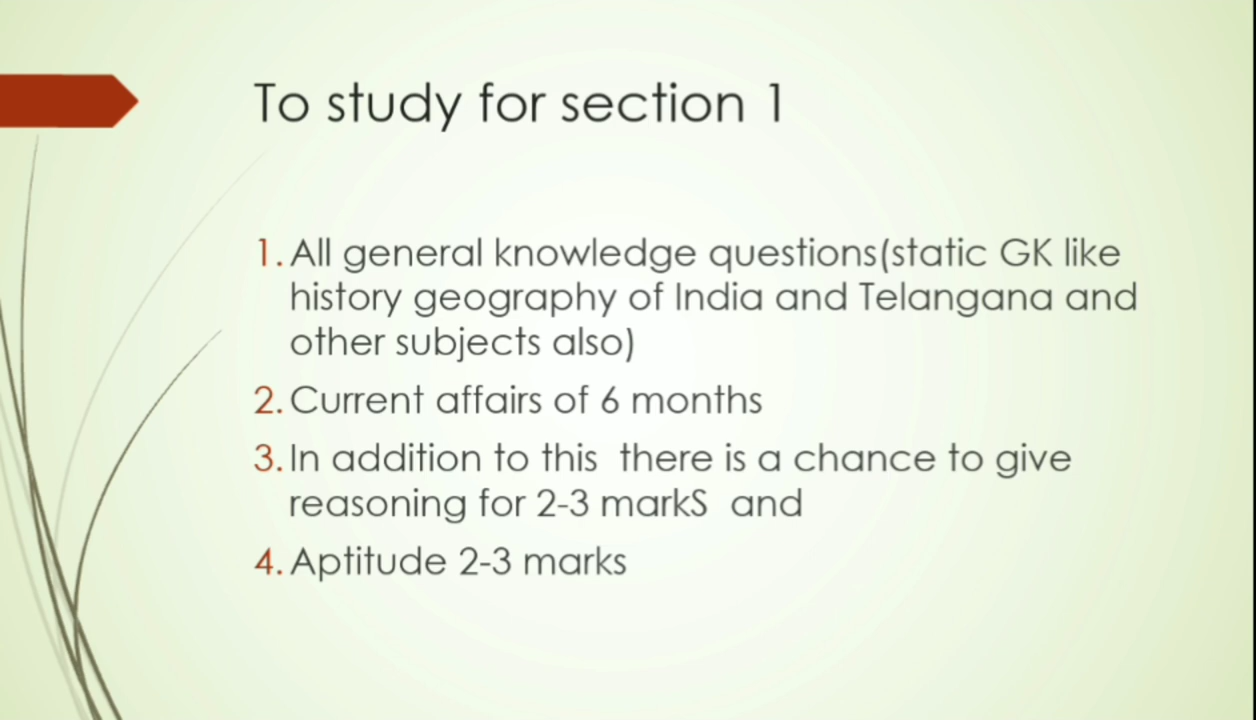 To study for section 1
1. All general knowledge questions(static GK like
history geography of India and Telangana and
other subjects also)
2. Current affairs of 6 months
3. In addition to this  there is a chance to give
reasoning for 2-3 markS  and
4. Aptitude 2-3 marks